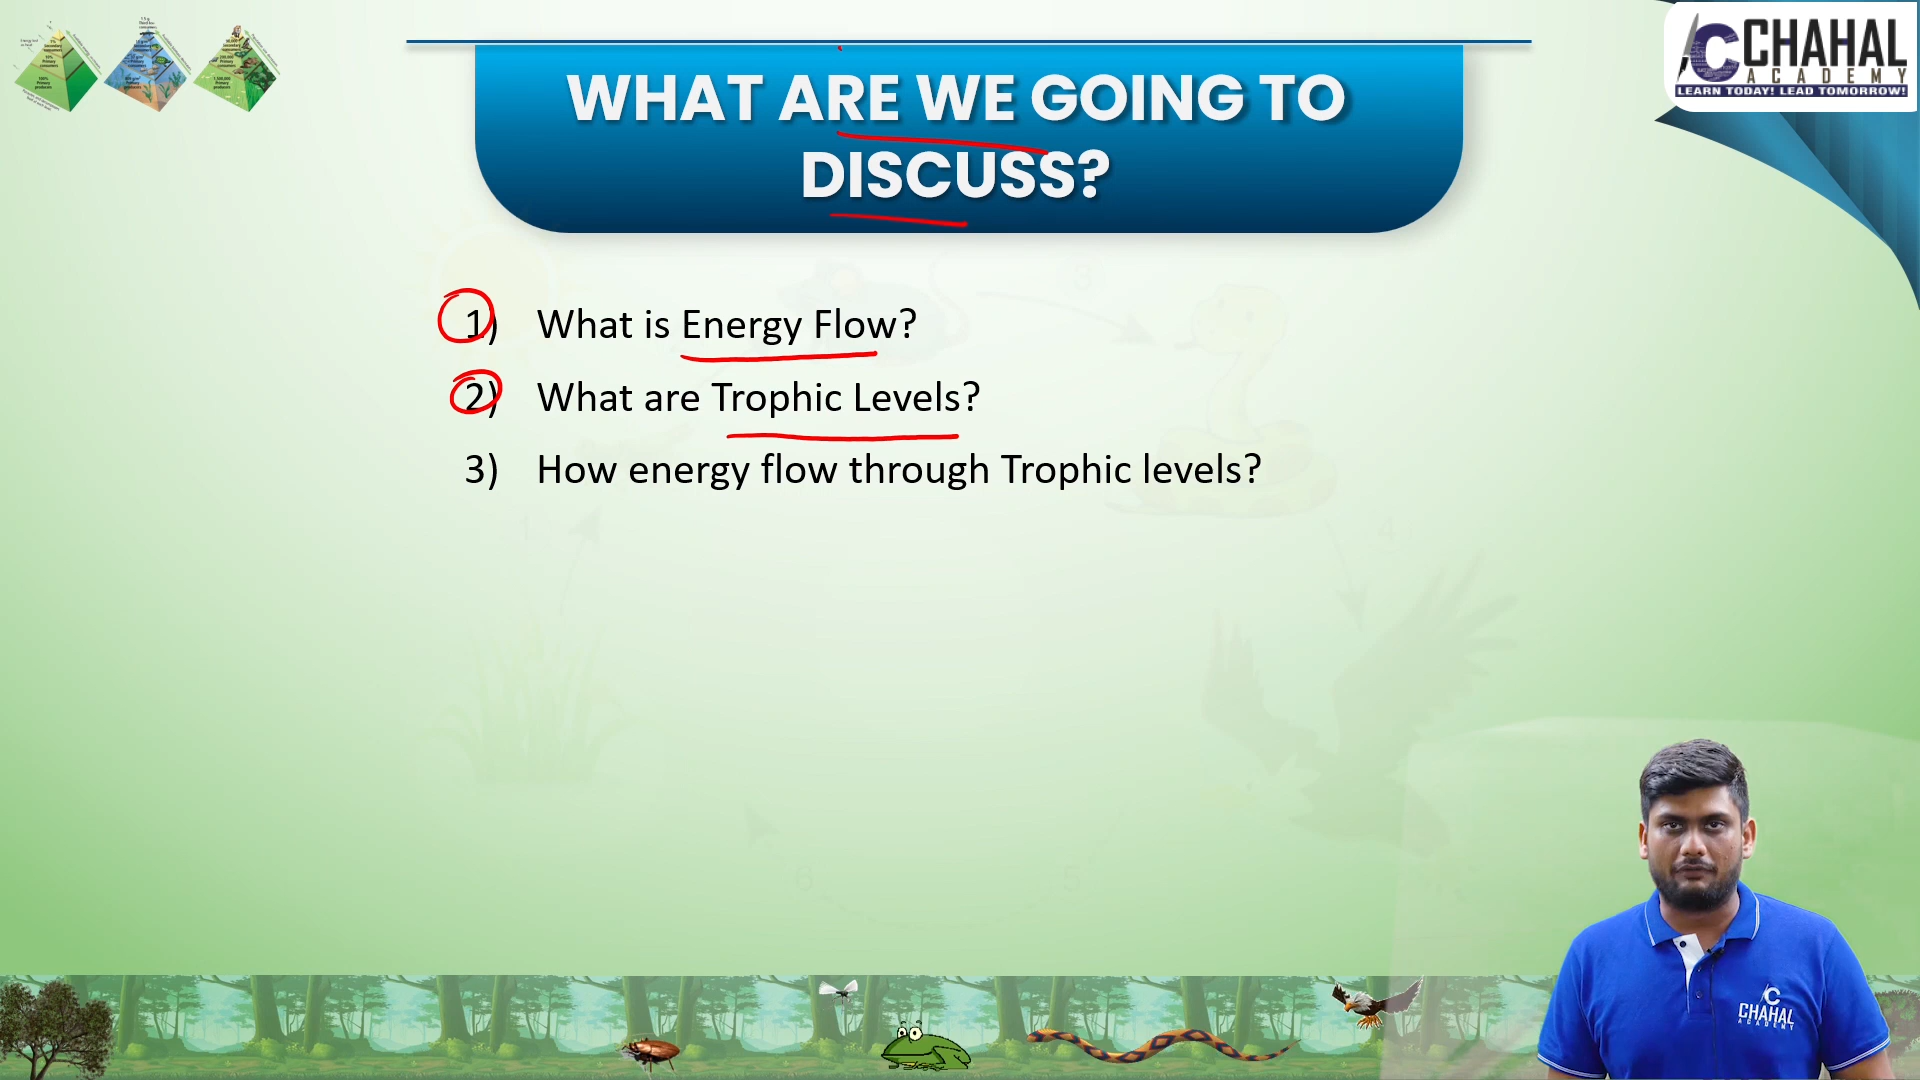 CHAHAL
ACADEMY
LEARN TODAY! LEAD TOMORROW!
WHAT ARE WE GOING TO
DISCUSS?
1) What is Energy Flow?
2) What are Trophic Levels?
3) How energy flow through Trophic levels?
CHAHAL
ACADEMY